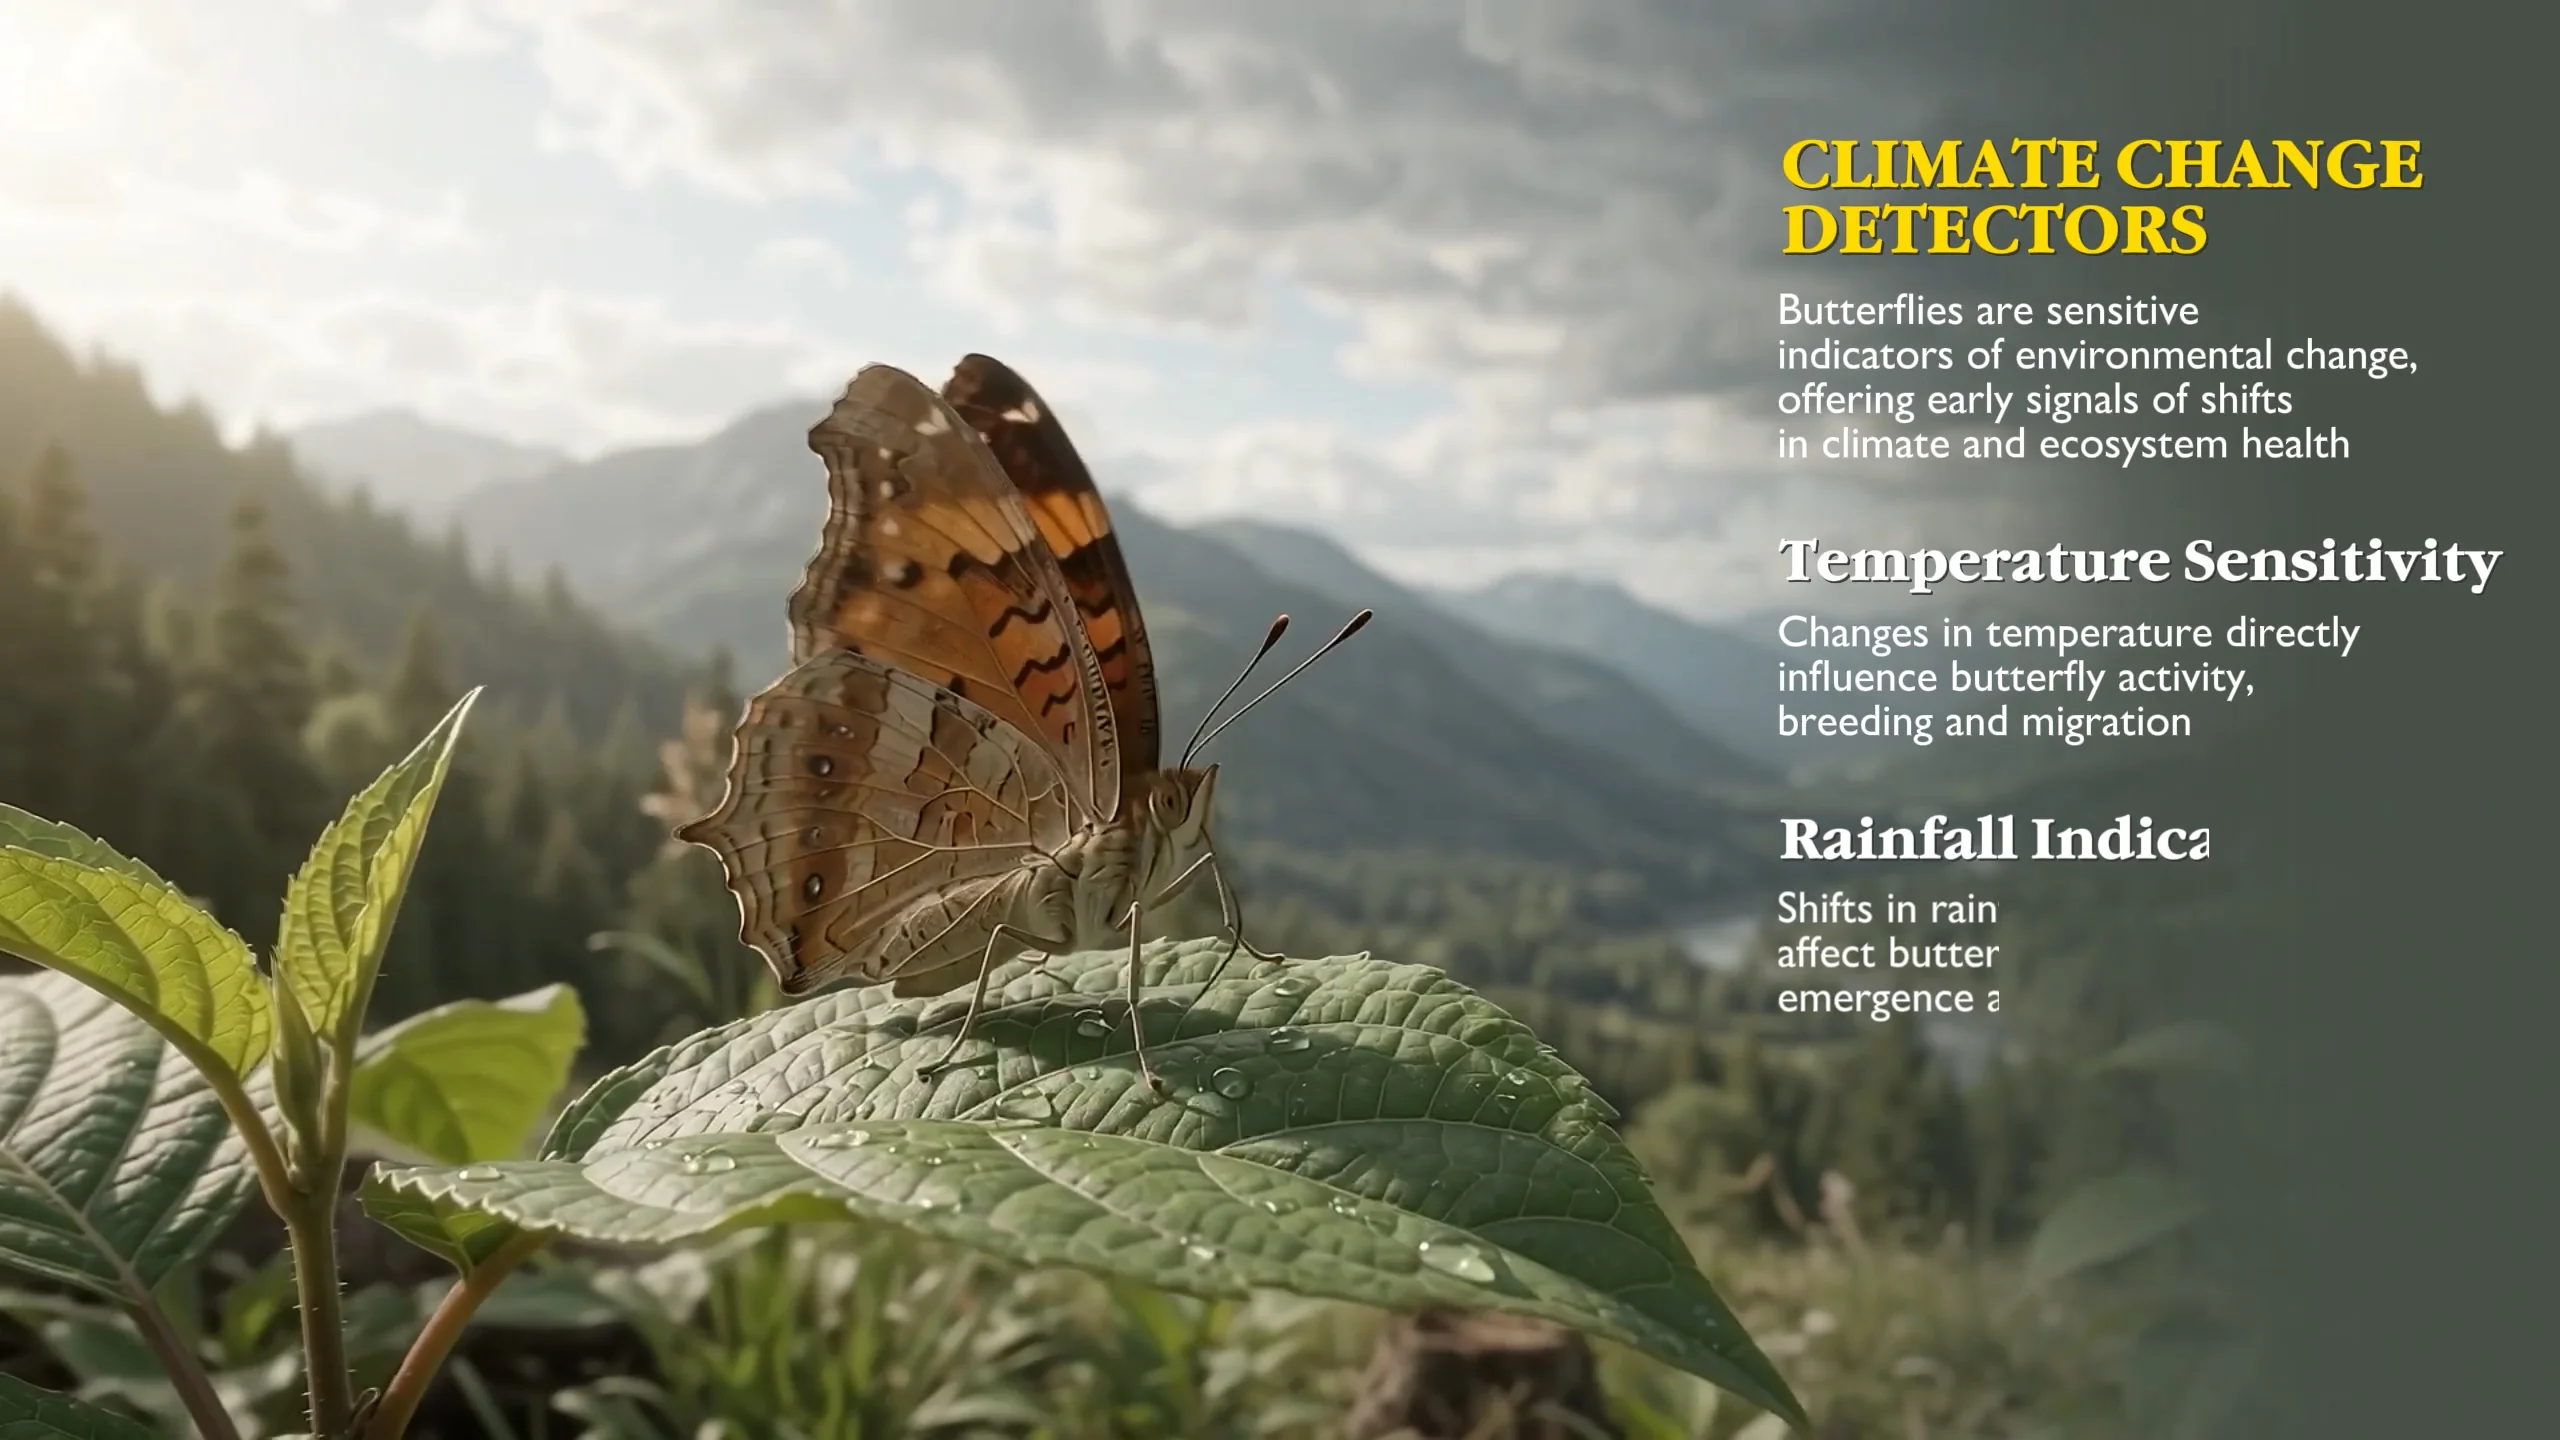 CLIMATE CHANGE
DETECTORS
Butterflies are sensitive
indicators of environmental change,
offering early signals of shifts
in climate and ecosystem health
Temperature Sensitivity
Changes in temperature directly
influence butterfly activity,
breeding and migration
Rainfall Indica
Shifts in rain
affect butter
emergence a